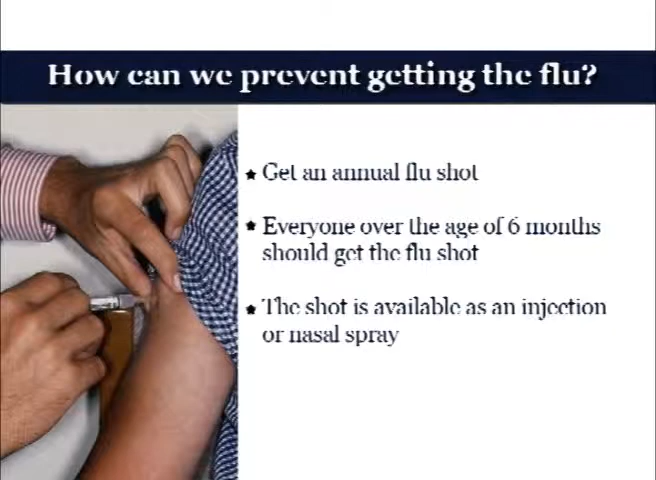 How can we prevent getting the flu?
Get an annual flu shot
Everyone over the age of 6 months
should get the flu shot
The shot is available as an injection
or nasal spray